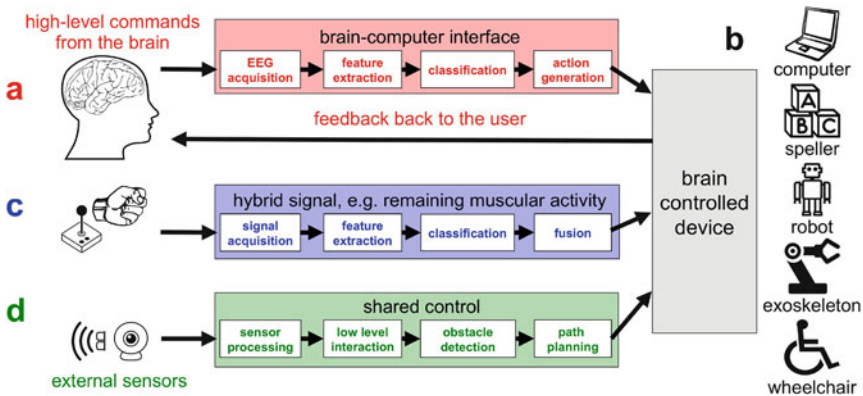 high-level commands
from the brain
a
brain-computer interface
EEG
acquisition
feature
extraction
classification
action
generation
feedback back to the user
b
computer
A
B C
speller
robot
exoskeleton
wheelchair
brain
controlled
device
c
hybrid signal, e.g. remaining muscular activity
signal
acquisition
feature
extraction
classification
fusion
d
external sensors
shared control
sensor
processing
low level
interaction
obstacle
detection
path
planning